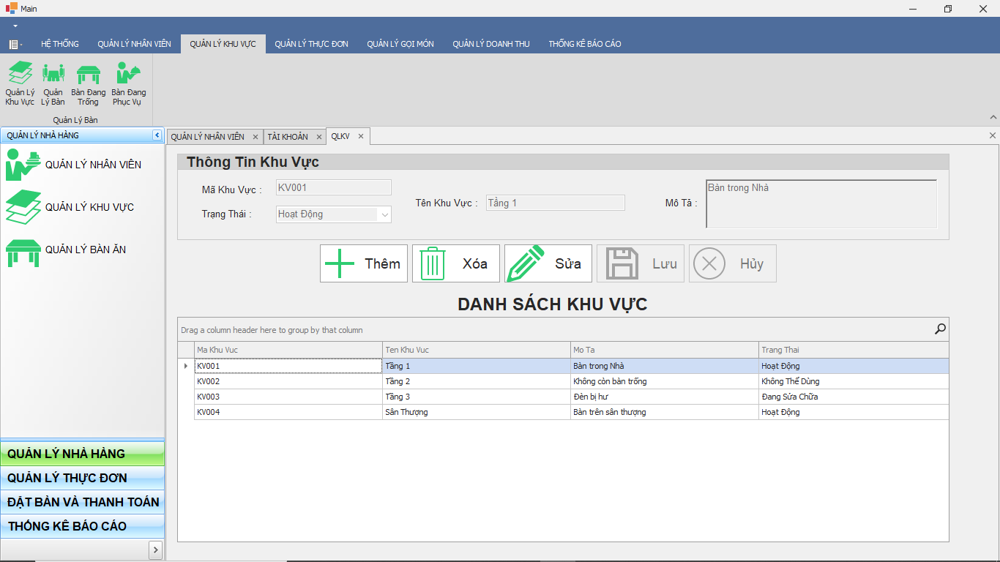 Main
HỆ THỐNG QUẢN LÝ NHÂN VIÊN QUẢN LÝ KHU VỰC QUẢN LÝ THỰC ĐƠN QUẢN LÝ GỌI MÓN QUẢN LÝ DOANH THU THỐNG KÊ BÁO CÁO
Quản Lý Khu Vực
Quản Lý Bàn
Bàn Đang Trống
Bàn Đang Phục Vụ
Quản Lý Bàn
QUẢN LÝ NHÀ HÀNG
QUẢN LÝ NHÂN VIÊN
QUẢN LÝ KHU VỰC
QUẢN LÝ BÀN ĂN
QUẢN LÝ NHÀ HÀNG
QUẢN LÝ THỰC ĐƠN
ĐẶT BÀN VÀ THANH TOÁN
THỐNG KÊ BÁO CÁO
QUẢN LÝ NHÂN VIÊN TÀI KHOẢN QLKV
Thông Tin Khu Vực
Mã Khu Vực : KV001
Trạng Thái : Hoạt Động
Tên Khu Vực : Tầng 1
Mô Tả : Bàn trong Nhà
Thêm Xóa Sửa Lưu Hủy
DANH SÁCH KHU VỰC
Drag a column header here to group by that column
Ma Khu Vuc Ten Khu Vuc Mo Ta Trang Thai
KV001 Tầng 1 Bàn trong Nhà Hoạt Động
KV002 Tầng 2 Không còn bàn trống Không Thể Dùng
KV003 Tầng 3 Đèn bị hư Đang Sửa Chữa
KV004 Sân Thượng Bàn trên sân thượng Hoạt Động